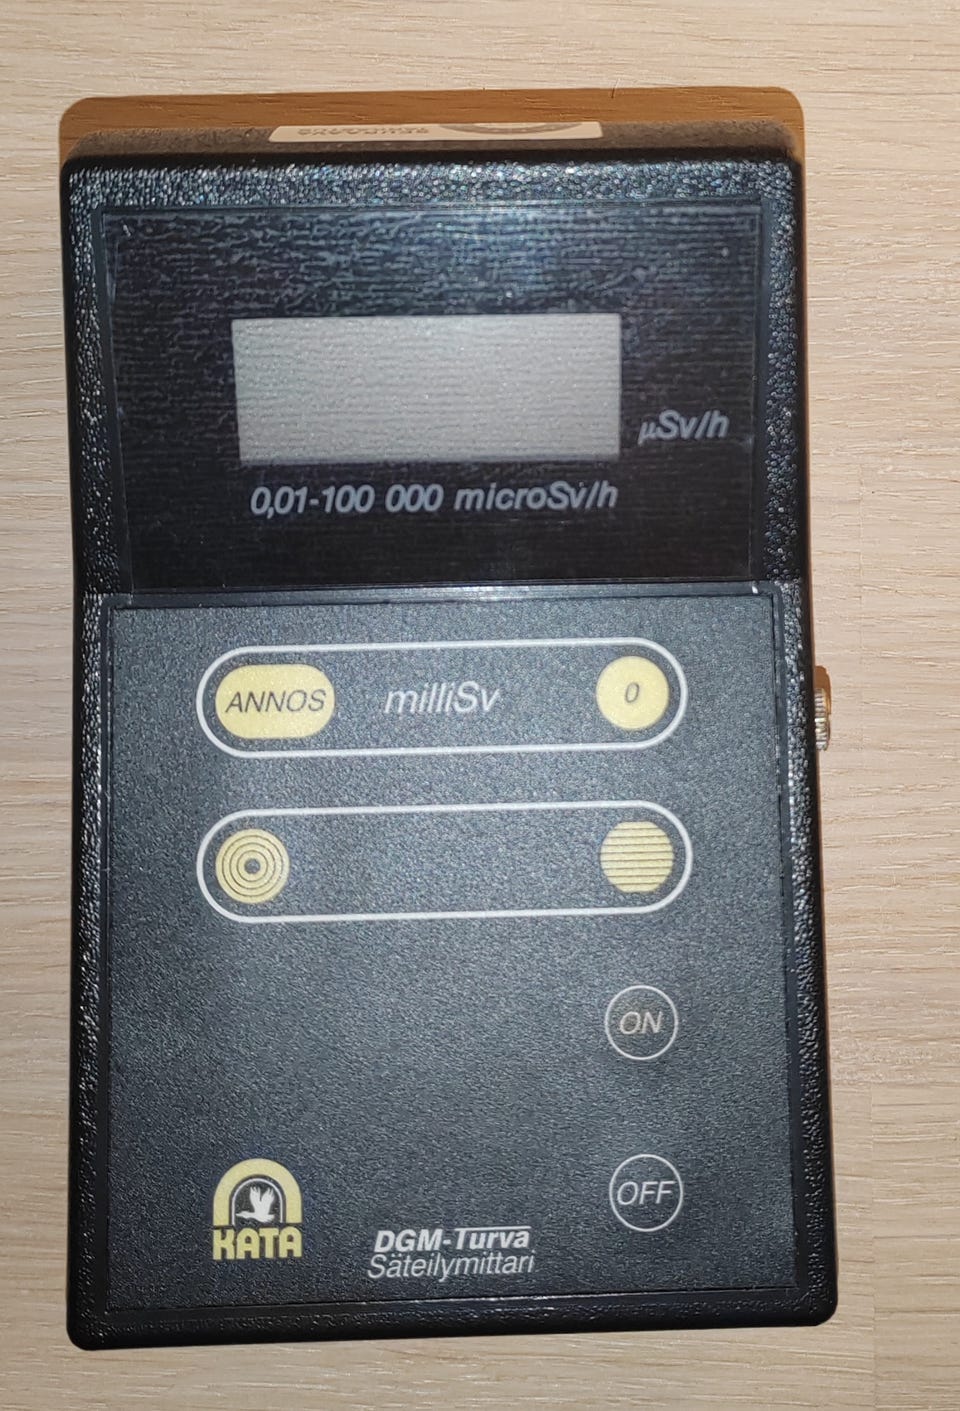 µSv/h
0,01-100 000 microSv/h
ANNOS milliSv 0
ON
OFF
KATA
DGM-Turva
Säteilymittari